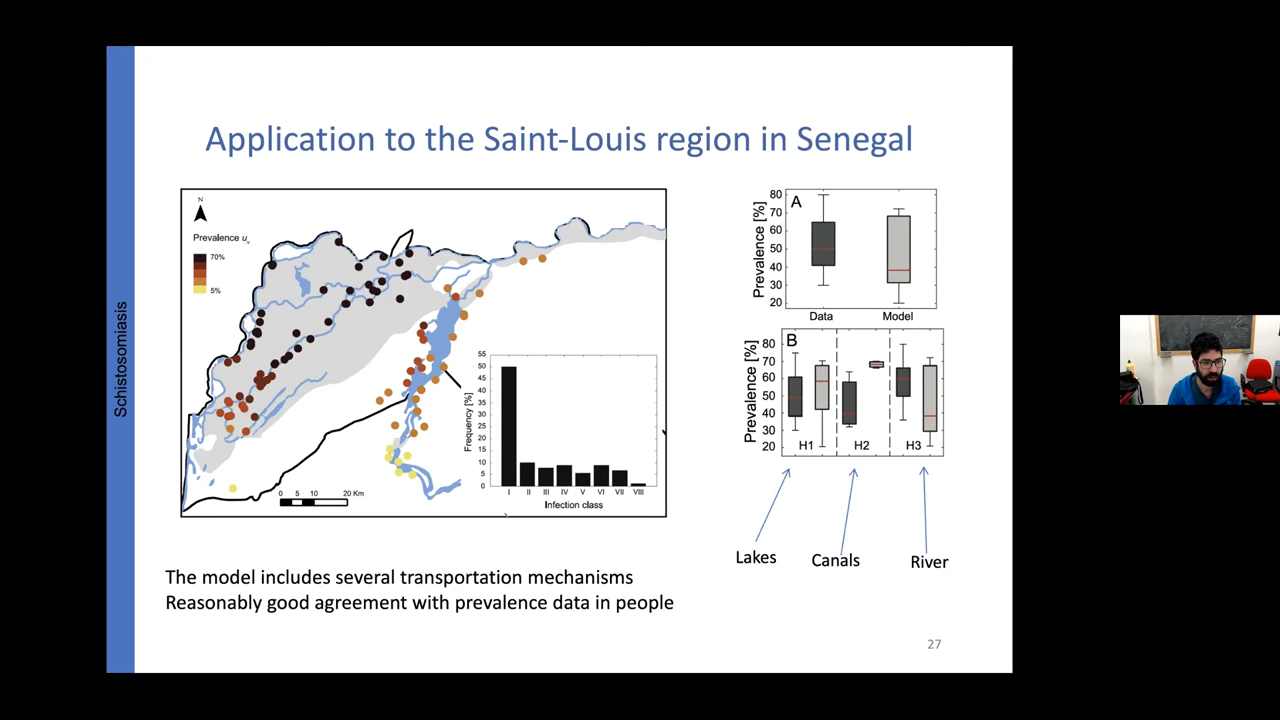 Schistosomiasis
Application to the Saint-Louis region in Senegal
N
Prevalence uv
70%
5%
0 5 10 20 Km
55
50
45
40
35
30
25
20
15
10
5
0
Frequency [%]
I II III IV V VI VII VIII
Infection class
A
Prevalence [%]
80
70
60
50
40
30
20
Data Model
B
Prevalence [%]
80
70
60
50
40
30
20
H1 H2 H3
Lakes Canals River
The model includes several transportation mechanisms
Reasonably good agreement with prevalence data in people
27